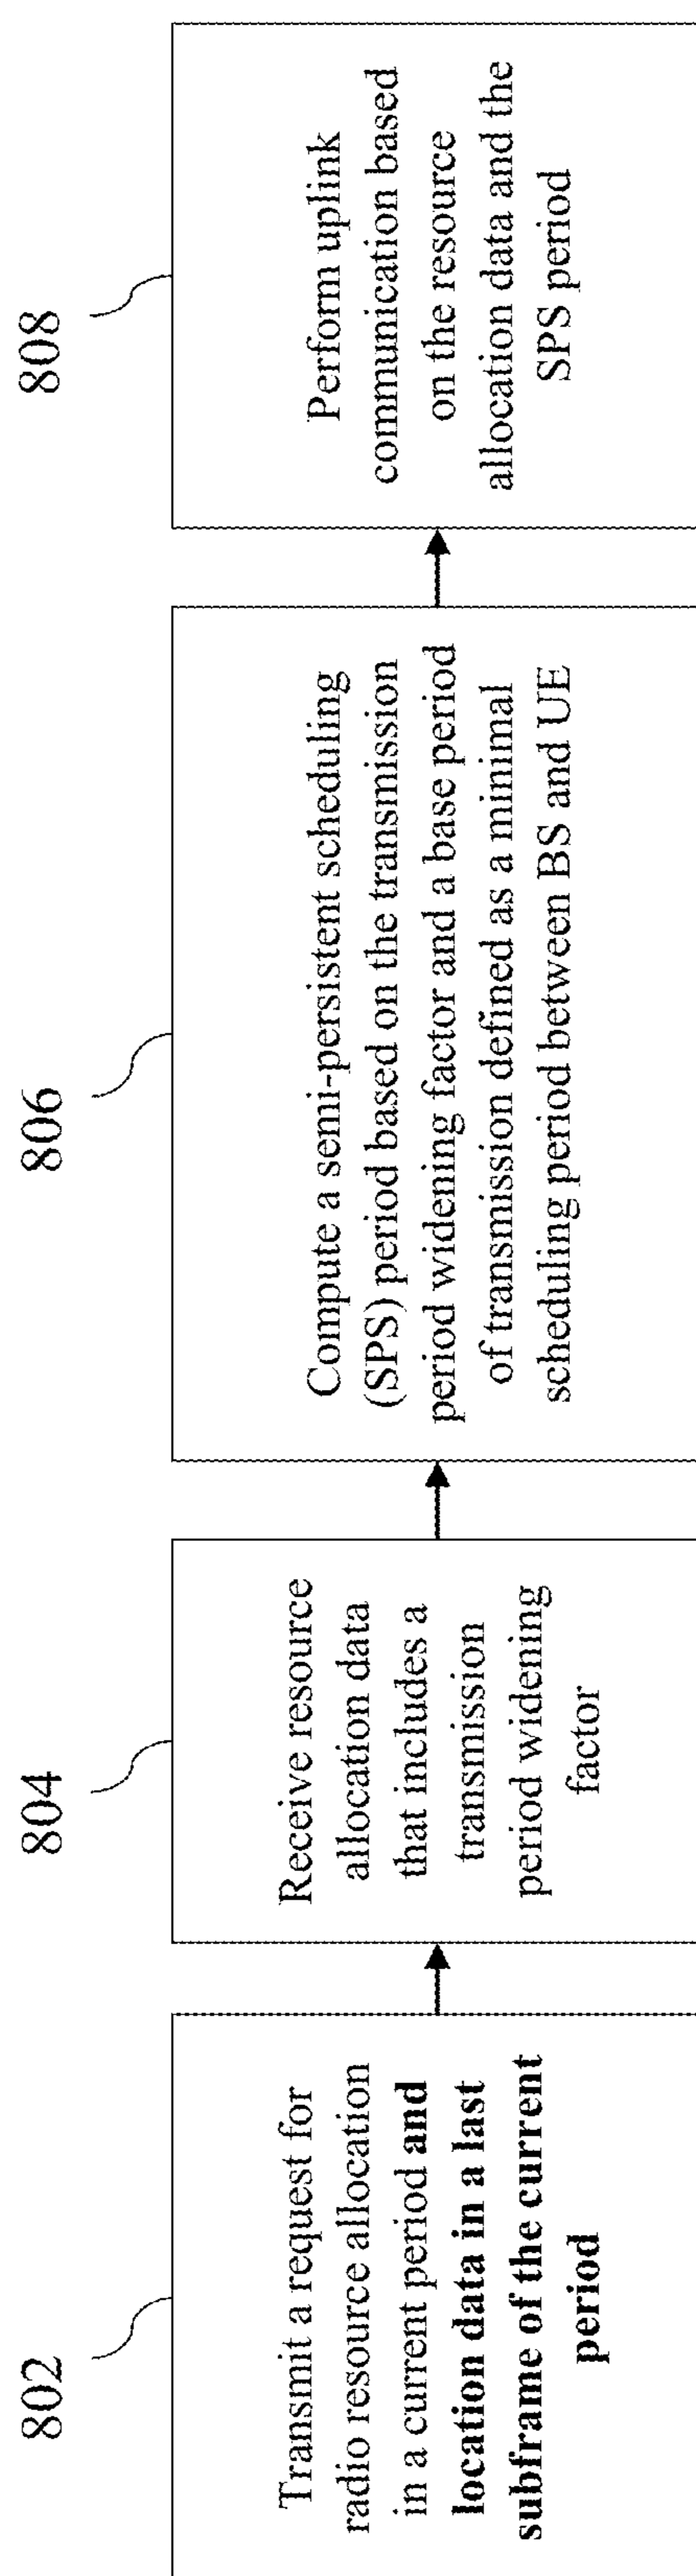 802
Transmit a request for
radio resource allocation
in a current period and
location data in a last
subframe of the current
period
804
Receive resource
allocation data
that includes a
transmission
period widening
factor
806
Compute a semi-persistent scheduling
(SPS) period based on the transmission
period widening factor and a base period
of transmission defined as a minimal
scheduling period between BS and UE
808
Perform uplink
communication based
on the resource
allocation data and the
SPS period